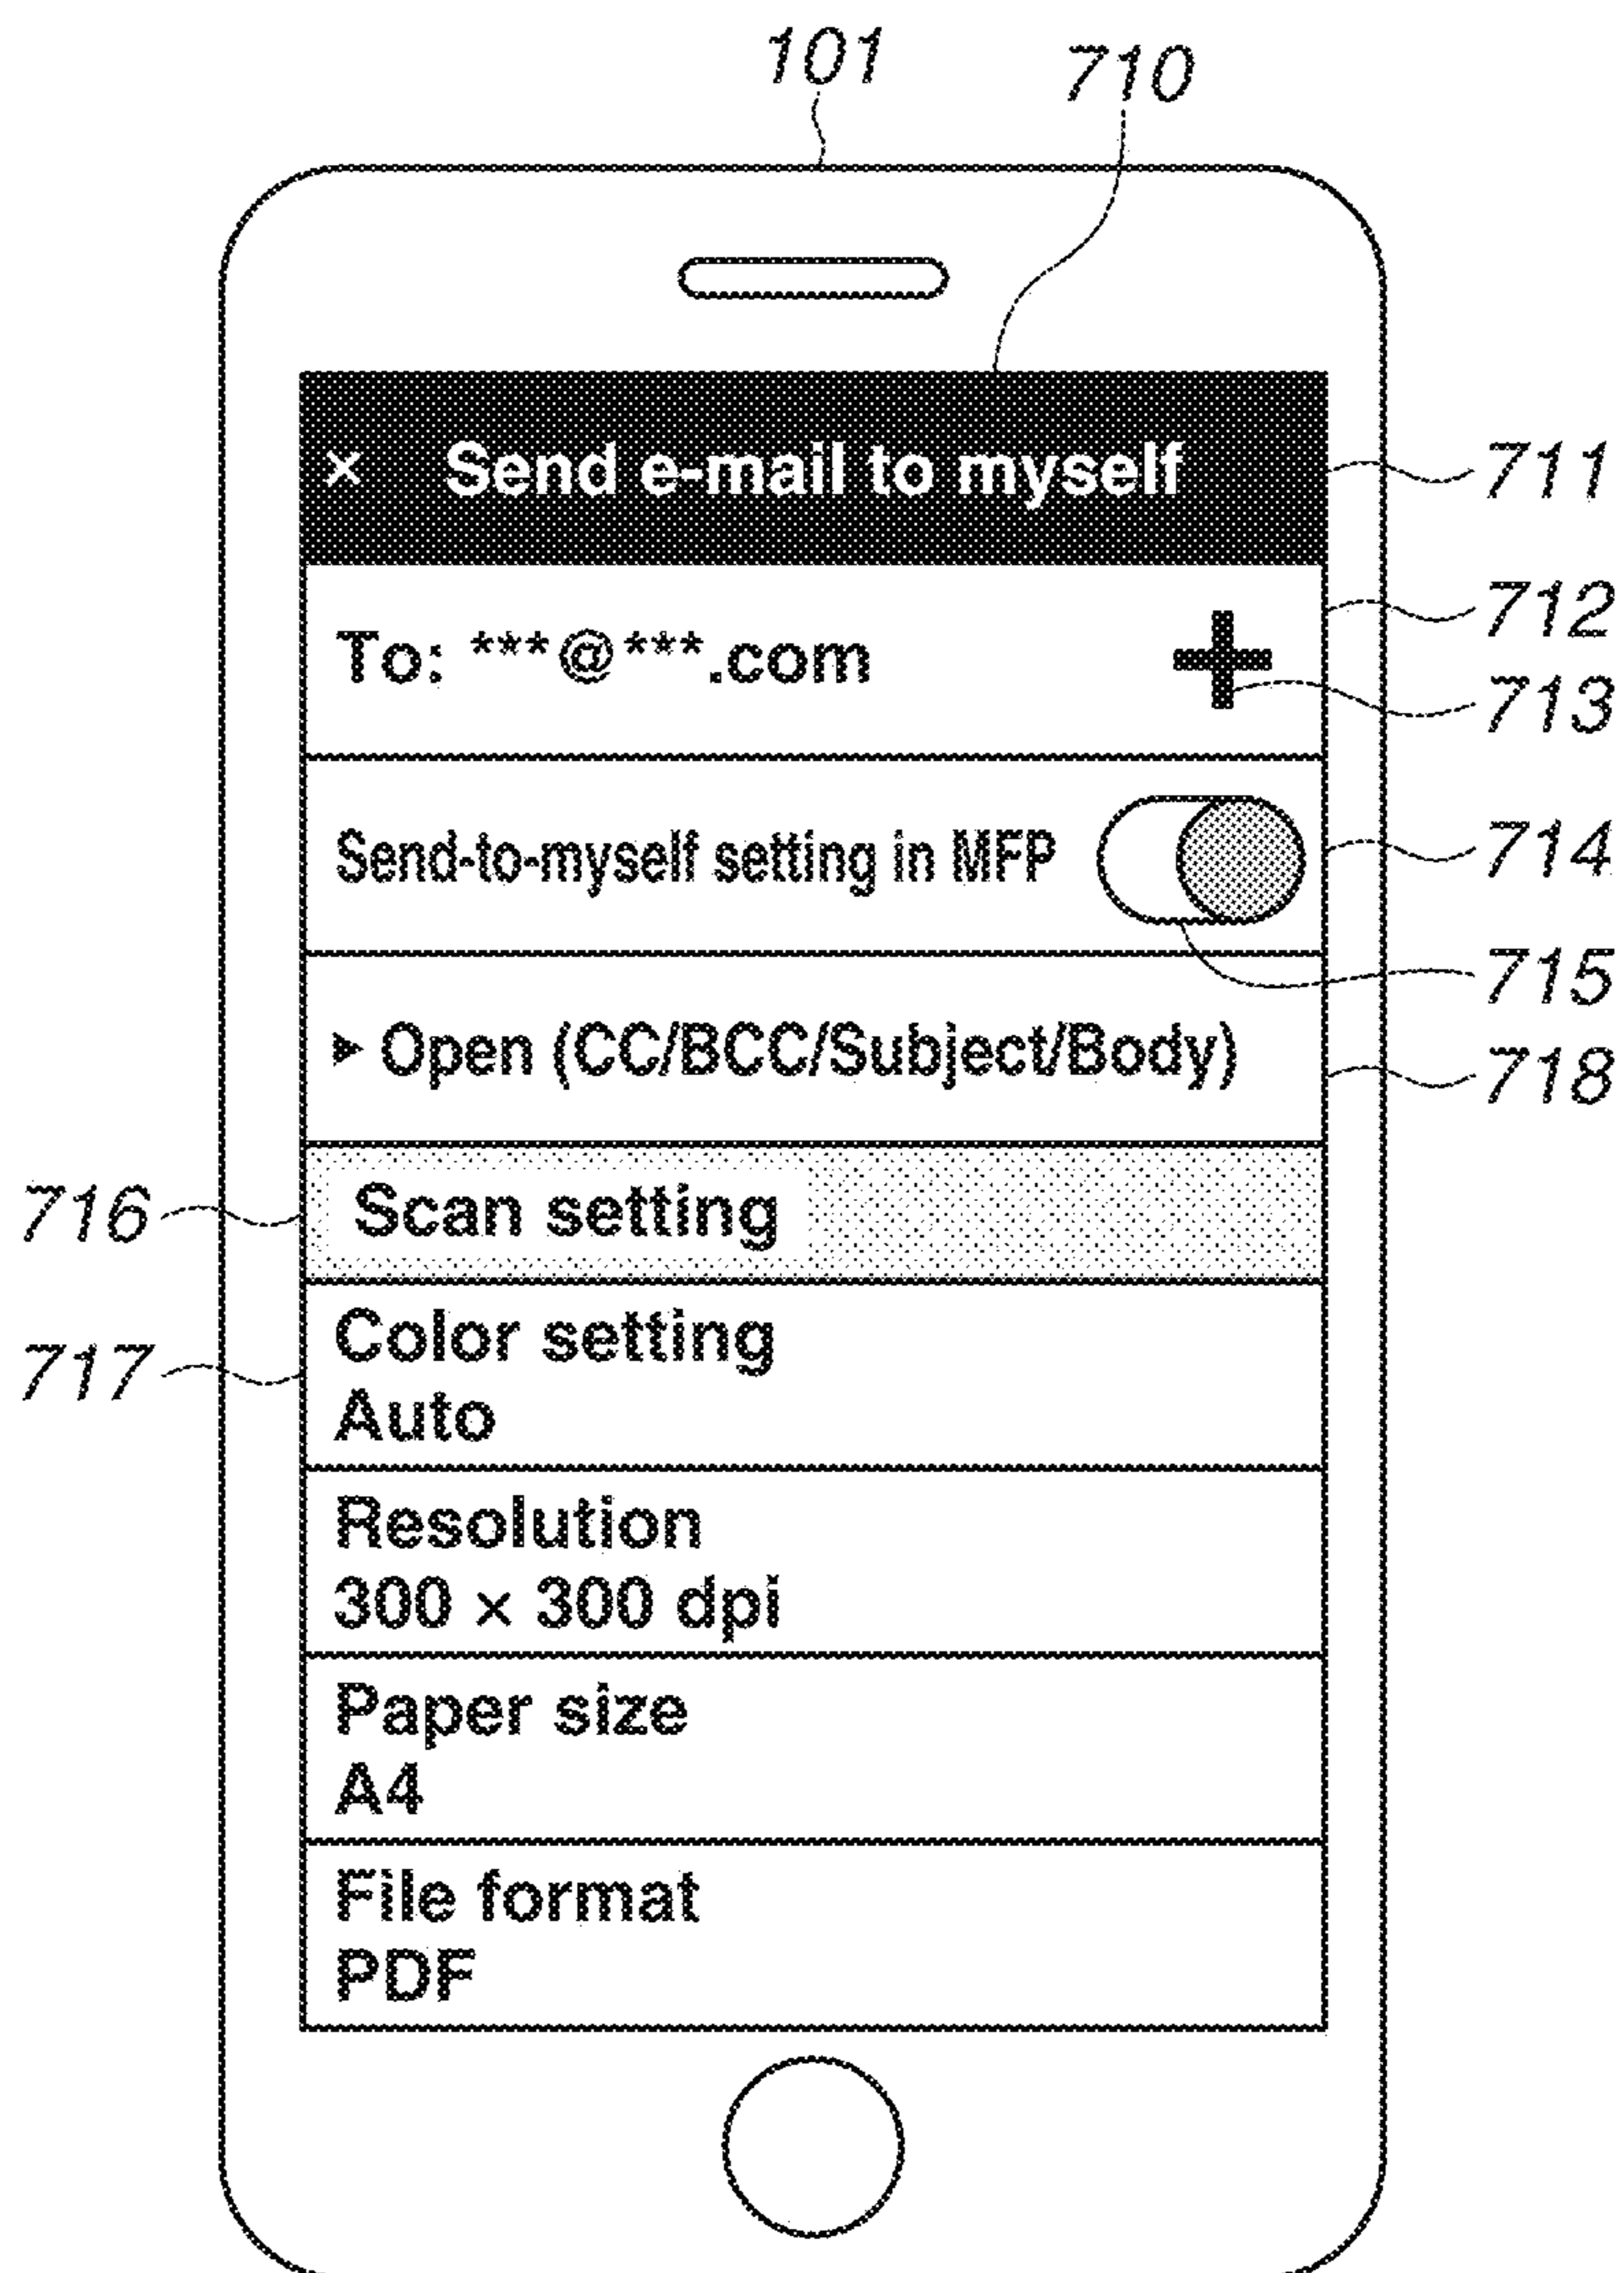 101
710
× Send e-mail to myself
711
To: ***@***.com
712
713
Send-to-myself setting in MFP
714
715
▸ Open (CC/BCC/Subject/Body)
718
716
Scan setting
717
Color setting
Auto
Resolution
300 × 300 dpi
Paper size
A4
File format
PDF